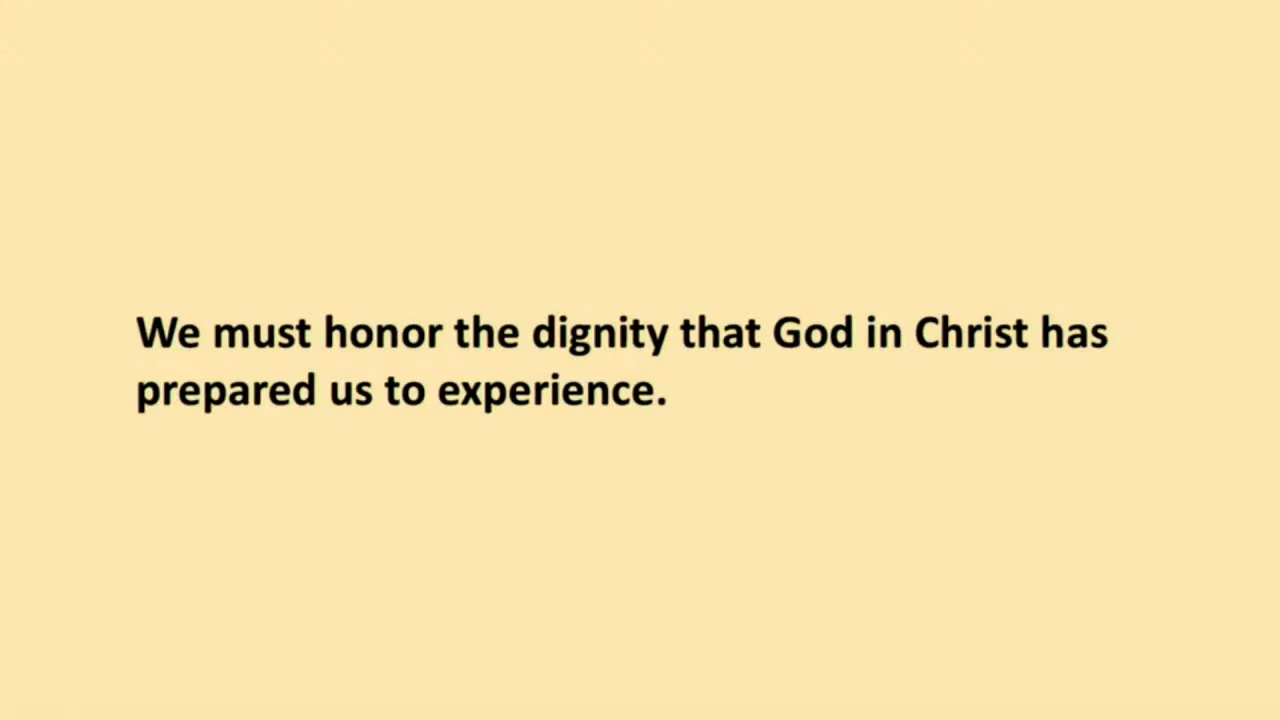 We must honor the dignity that God in Christ has
prepared us to experience.